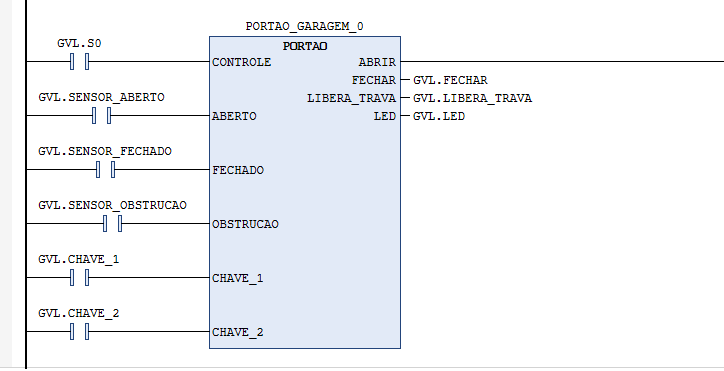 PORTAO_GARAGEM_0
GVL.S0
PORTAO
CONTROLE
ABRIR
FECHAR
GVL.FECHAR
GVL.SENSOR_ABERTO
LIBERA_TRAVA
GVL.LIBERA_TRAVA
ABERTO
LED
GVL.LED
GVL.SENSOR_FECHADO
FECHADO
GVL.SENSOR_OBSTRUCAO
OBSTRUCAO
GVL.CHAVE_1
CHAVE_1
GVL.CHAVE_2
CHAVE_2